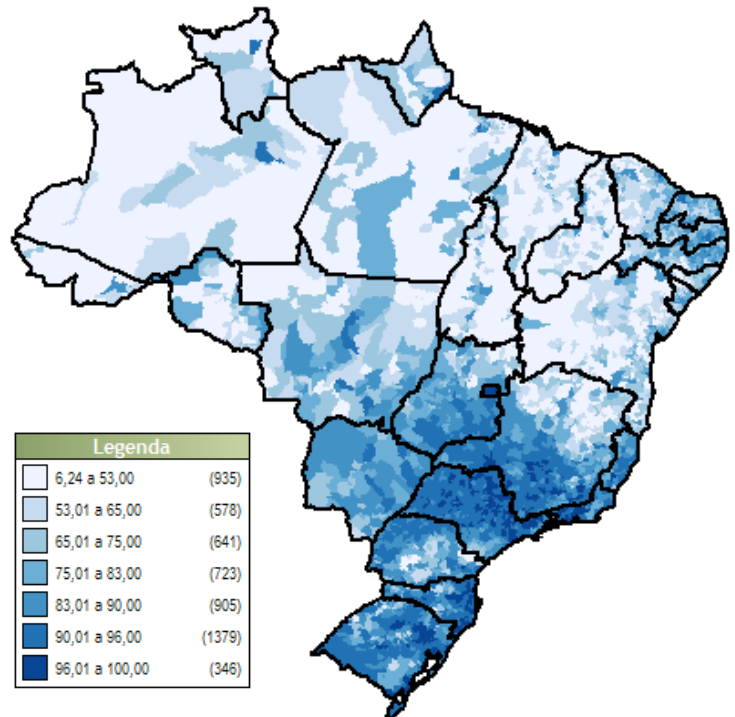 Legenda
6,24 a 53,00 (935)
53,01 a 65,00 (578)
65,01 a 75,00 (641)
75,01 a 83,00 (723)
83,01 a 90,00 (905)
90,01 a 96,00 (1379)
96,01 a 100,00 (346)